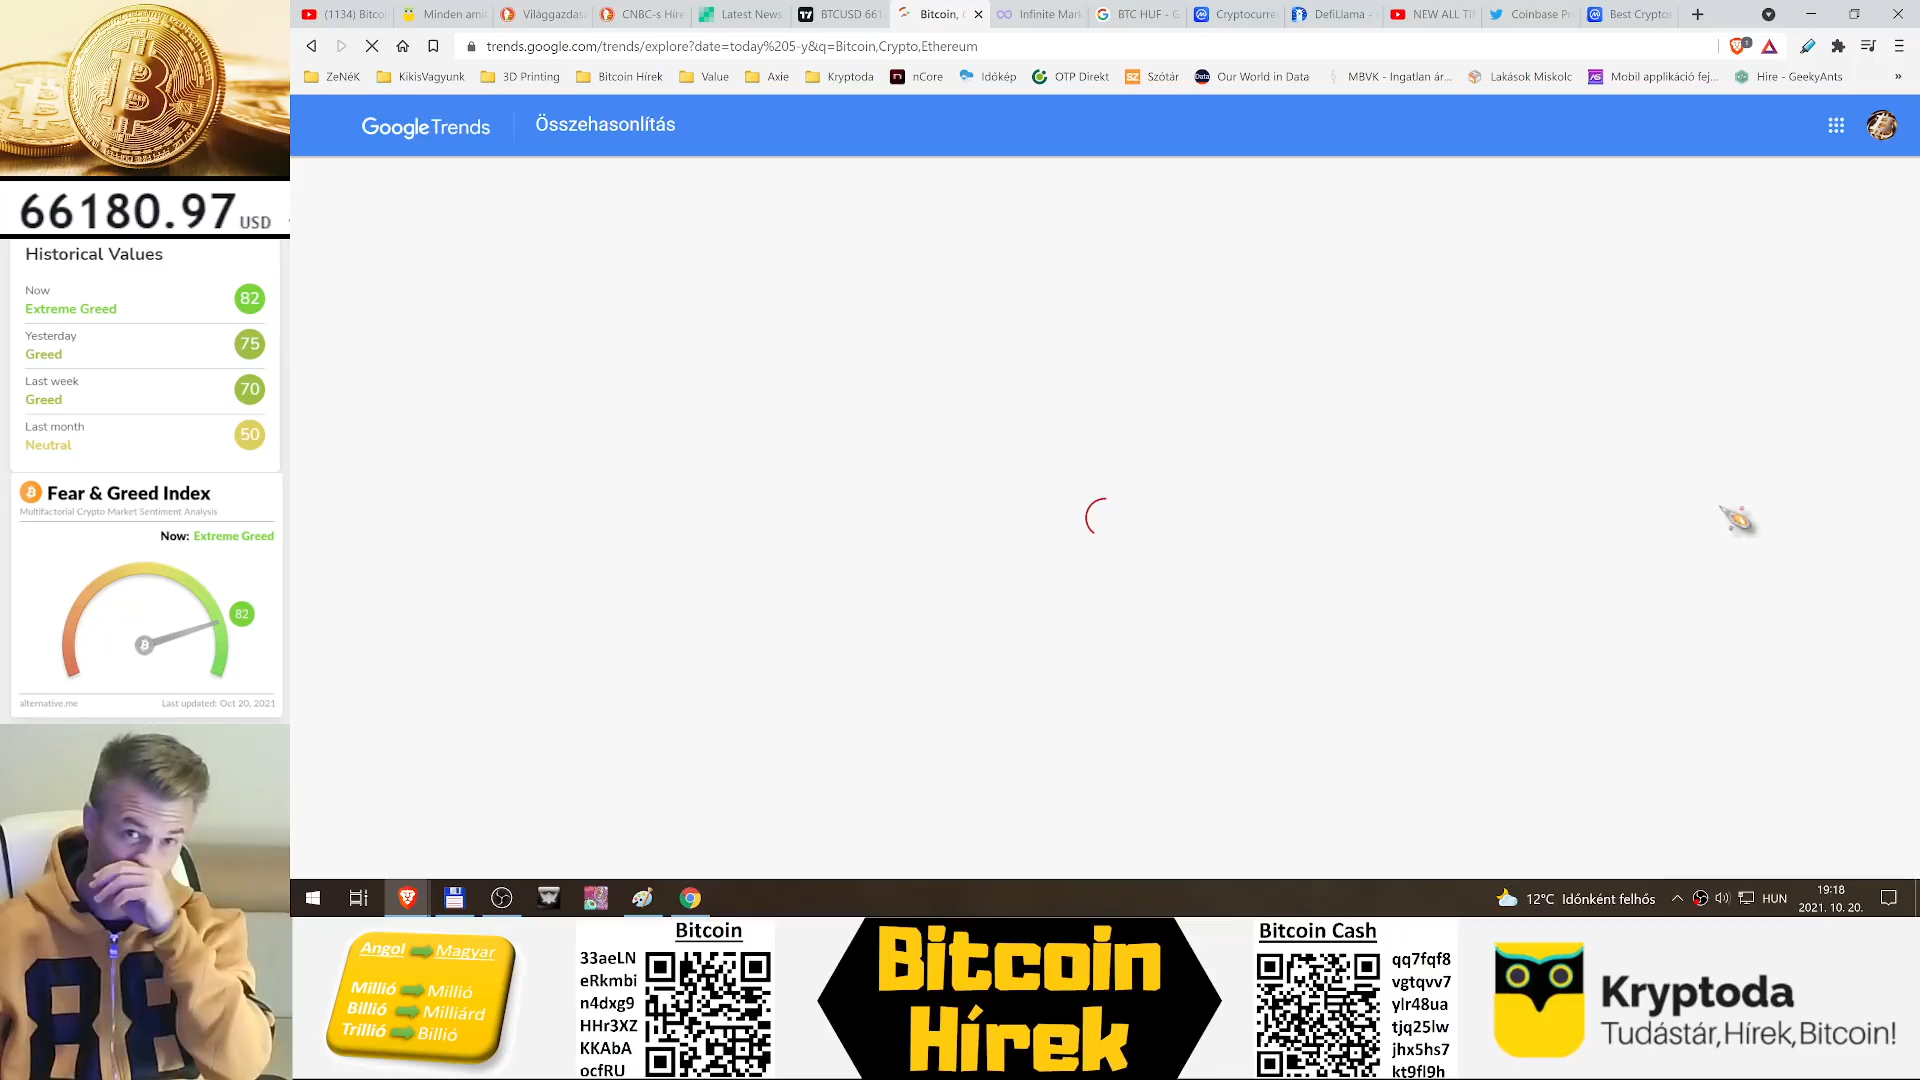 (1134) Bitcoi
Minden ami
Világgazdas
CNBC-s Híre
Latest News
BTCUSD 661
Bitcoin,
Infinite Mark
BTC HUF - G
Cryptocurre
DefiLlama -
NEW ALL TI
Coinbase Pr
Best Cryptos
trends.google.com/trends/explore?date=today%205-y&q=Bitcoin,Crypto,Ethereum
ZeNéK
KikisVagyunk
3D Printing
Bitcoin Hírek
Value
Axie
Kryptoda
nCore
Időkép
OTP Direkt
Szótár
Our World in Data
MBVK - Ingatlan ár...
Lakások Miskolc
Mobil applikáció fej...
Hire - GeekyAnts
»
Google Trends
Összehasonlítás
66180.97 USD
Historical Values
Now
Extreme Greed
82
Yesterday
Greed
75
Last week
Greed
70
Last month
Neutral
50
Fear & Greed Index
Multifactorial Crypto Market Sentiment Analysis
Now: Extreme Greed
82
alternative.me
Last updated: Oct 20, 2021
88
12°C Időnként felhős
HUN
19:18
2021. 10. 20.
Angol Magyar
Millió Millió
Billió Milliárd
Trillió Billió
Bitcoin
33aeLN
eRkmbi
n4dxg9
HHr3XZ
KKAbA
ocfRU
Bitcoin
Hírek
Bitcoin Cash
qq7fqf8
vgtqvv7
ylr48ua
tjq25lw
jhx5hs7
kt9fl9h
Kryptoda
Tudástár,Hírek,Bitcoin!